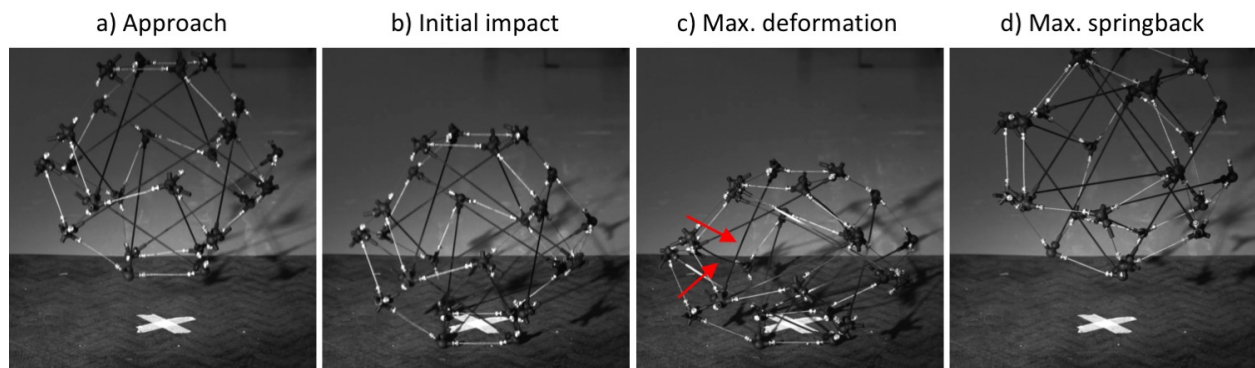 a) Approach
b) Initial impact
c) Max. deformation
d) Max. springback